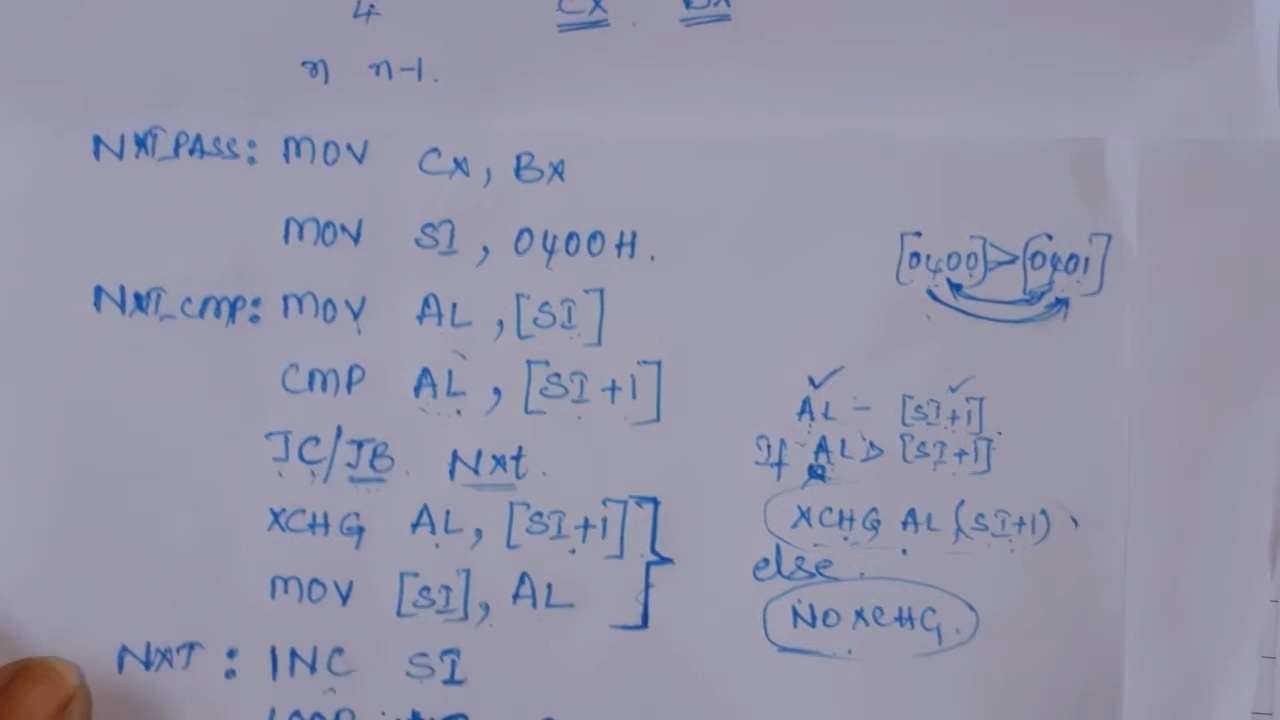 4 CX BX
n n-1.
NXT_PASS: MOV CX, BX
MOV SI, 0400H.
[0400]>[0401]
NXT_CMP: MOV AL, [SI]
CMP AL, [SI+1]
AL - [SI+1]
JC/JB Nxt.
If AL> [SI+1]
XCHG AL, [SI+1]
XCHG AL (SI+1)
else.
MOV [SI], AL
NO XCHG.
NXT: INC SI
LOOP